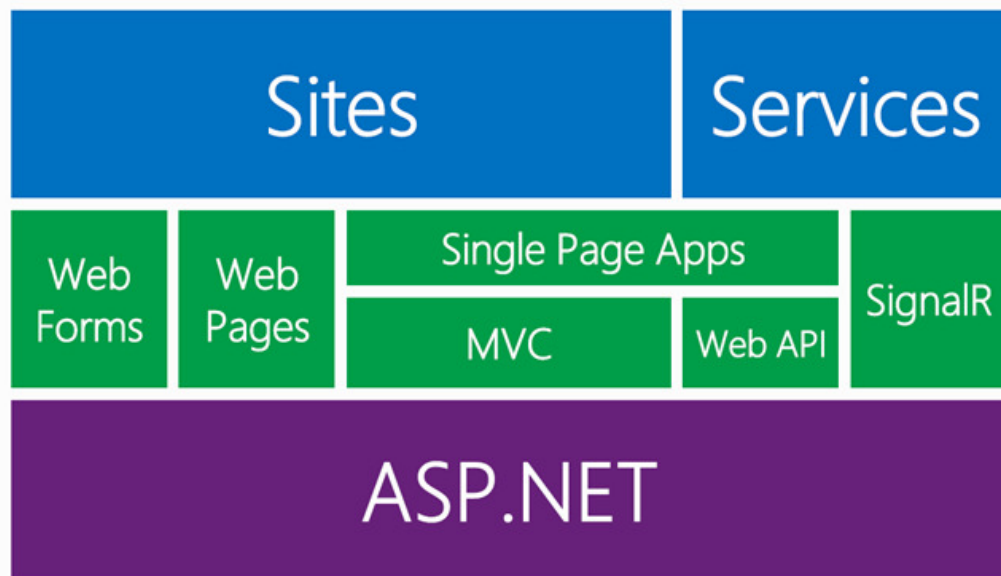 Sites
Services
Web
Forms
Web
Pages
Single Page Apps
MVC
Web API
SignalR
ASP.NET